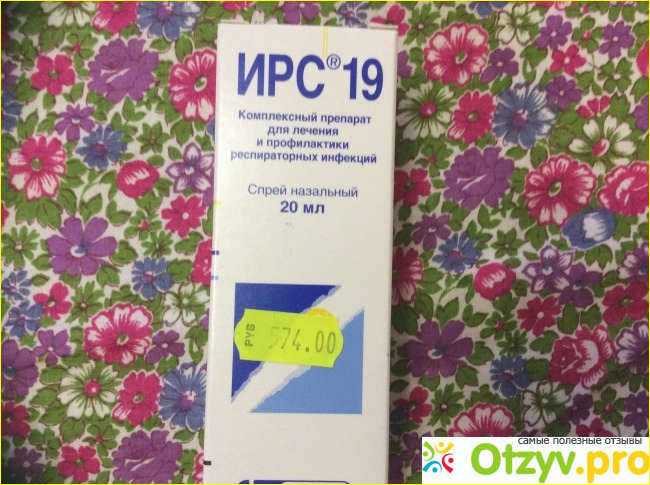 ИРС® 19
Комплексный препарат
для лечения
и профилактики
респираторных инфекций
Спрей назальный
20 мл
РУБ 574.00
самые полезные отзывы
Otzyv.pro